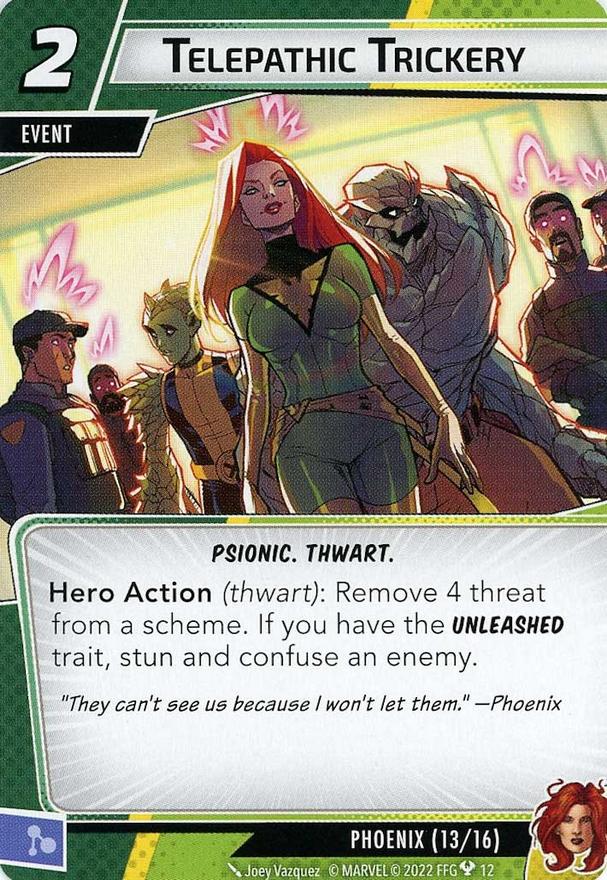 2
TELEPATHIC TRICKERY
EVENT
PSIONIC. THWART.
Hero Action (thwart): Remove 4 threat
from a scheme. If you have the UNLEASHED
trait, stun and confuse an enemy.
"They can't see us because I won't let them." —Phoenix
PHOENIX (13/16)
Joey Vazquez © MARVEL © 2022 FFG 12